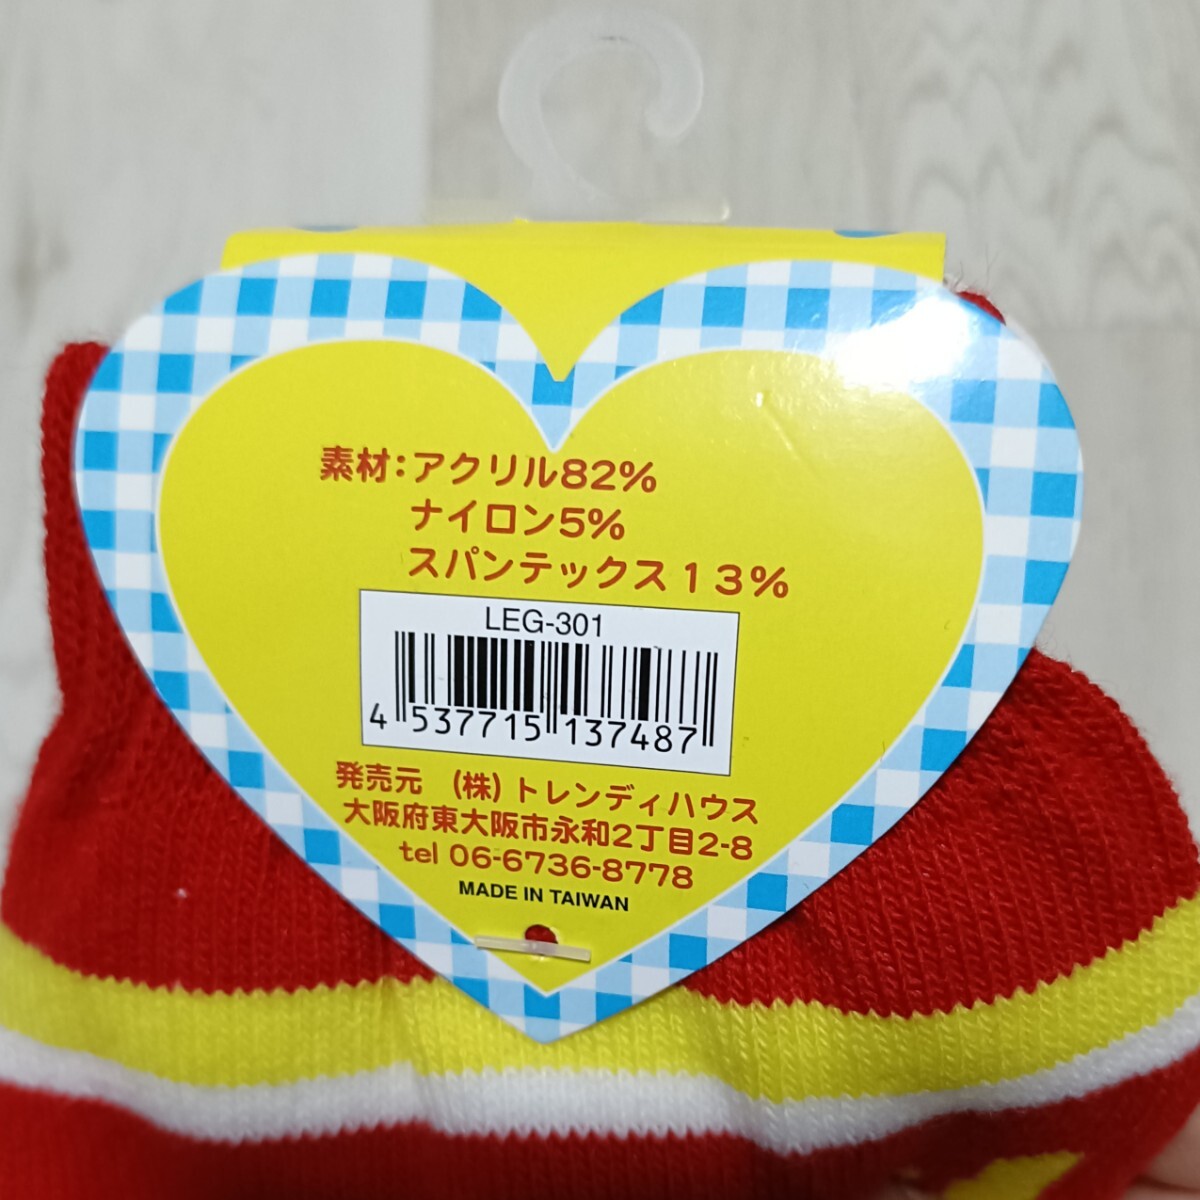 素材:アクリル82%
ナイロン5%
スパンテックス13%
LEG-301
4 537715 137487
発売元 (株)トレンディハウス
大阪府東大阪市永和2丁目2-8
tel 06-6736-8778
MADE IN TAIWAN